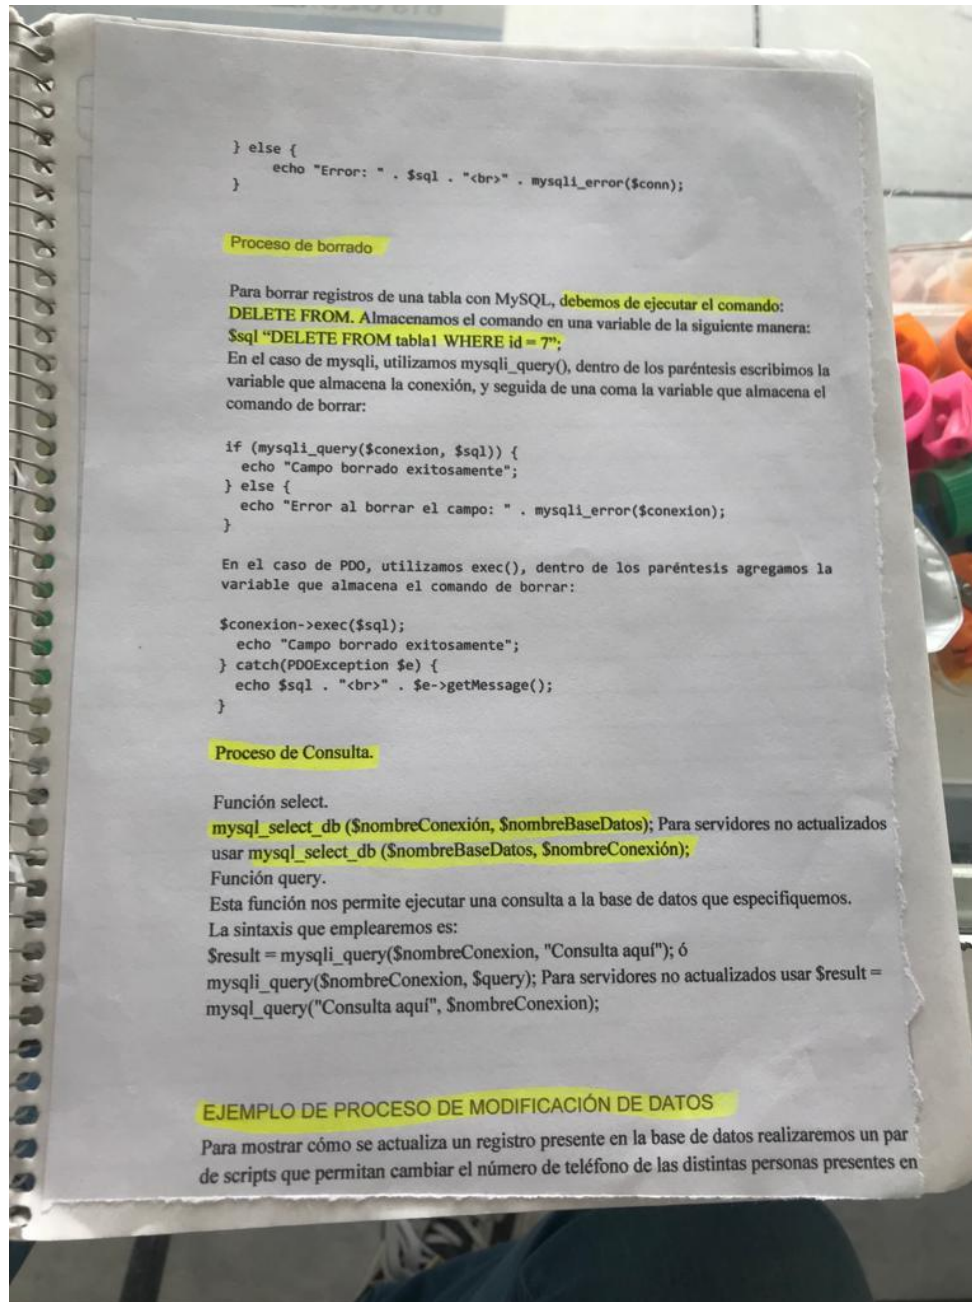 } else {
echo "Error: " . $sql . "<br>" . mysqli_error($conn);
}
Proceso de borrado
Para borrar registros de una tabla con MySQL, debemos de ejecutar el comando:
DELETE FROM. Almacenamos el comando en una variable de la siguiente manera:
$sql “DELETE FROM tabla1 WHERE id = 7”;
En el caso de mysqli, utilizamos mysqli_query(), dentro de los paréntesis escribimos la
variable que almacena la conexión, y seguida de una coma la variable que almacena el
comando de borrar:
if (mysqli_query($conexion, $sql)) {
echo "Campo borrado exitosamente";
} else {
echo "Error al borrar el campo: " . mysqli_error($conexion);
}
En el caso de PDO, utilizamos exec(), dentro de los paréntesis agregamos la
variable que almacena el comando de borrar:
$conexion->exec($sql);
echo "Campo borrado exitosamente";
} catch(PDOException $e) {
echo $sql . "<br>" . $e->getMessage();
}
Proceso de Consulta.
Función select.
mysql_select_db ($nombreConexión, $nombreBaseDatos); Para servidores no actualizados
usar mysql_select_db ($nombreBaseDatos, $nombreConexión);
Función query.
Esta función nos permite ejecutar una consulta a la base de datos que especifiquemos.
La sintaxis que emplearemos es:
$result = mysqli_query($nombreConexion, "Consulta aquí"); ó
mysqli_query($nombreConexion, $query); Para servidores no actualizados usar $result =
mysql_query("Consulta aquí", $nombreConexion);
EJEMPLO DE PROCESO DE MODIFICACIÓN DE DATOS
Para mostrar cómo se actualiza un registro presente en la base de datos realizaremos un par
de scripts que permitan cambiar el número de teléfono de las distintas personas presentes en